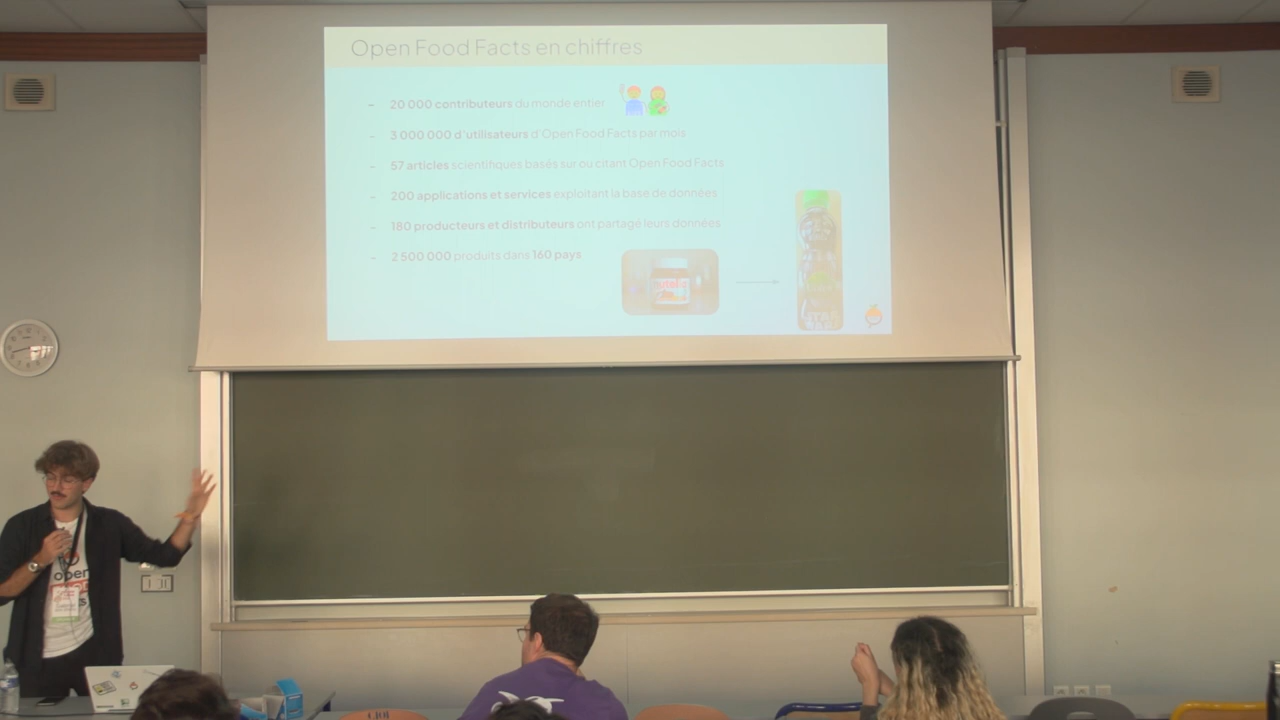 Open Food Facts en chiffres
- 20 000 contributeurs du monde entier
- 3 000 000 d'utilisateurs d'Open Food Facts par mois
- 57 articles scientifiques basés sur ou citant Open Food Facts
- 200 applications et services exploitant la base de données
- 180 producteurs et distributeurs ont partagé leurs données
- 2 500 000 produits dans 160 pays
open